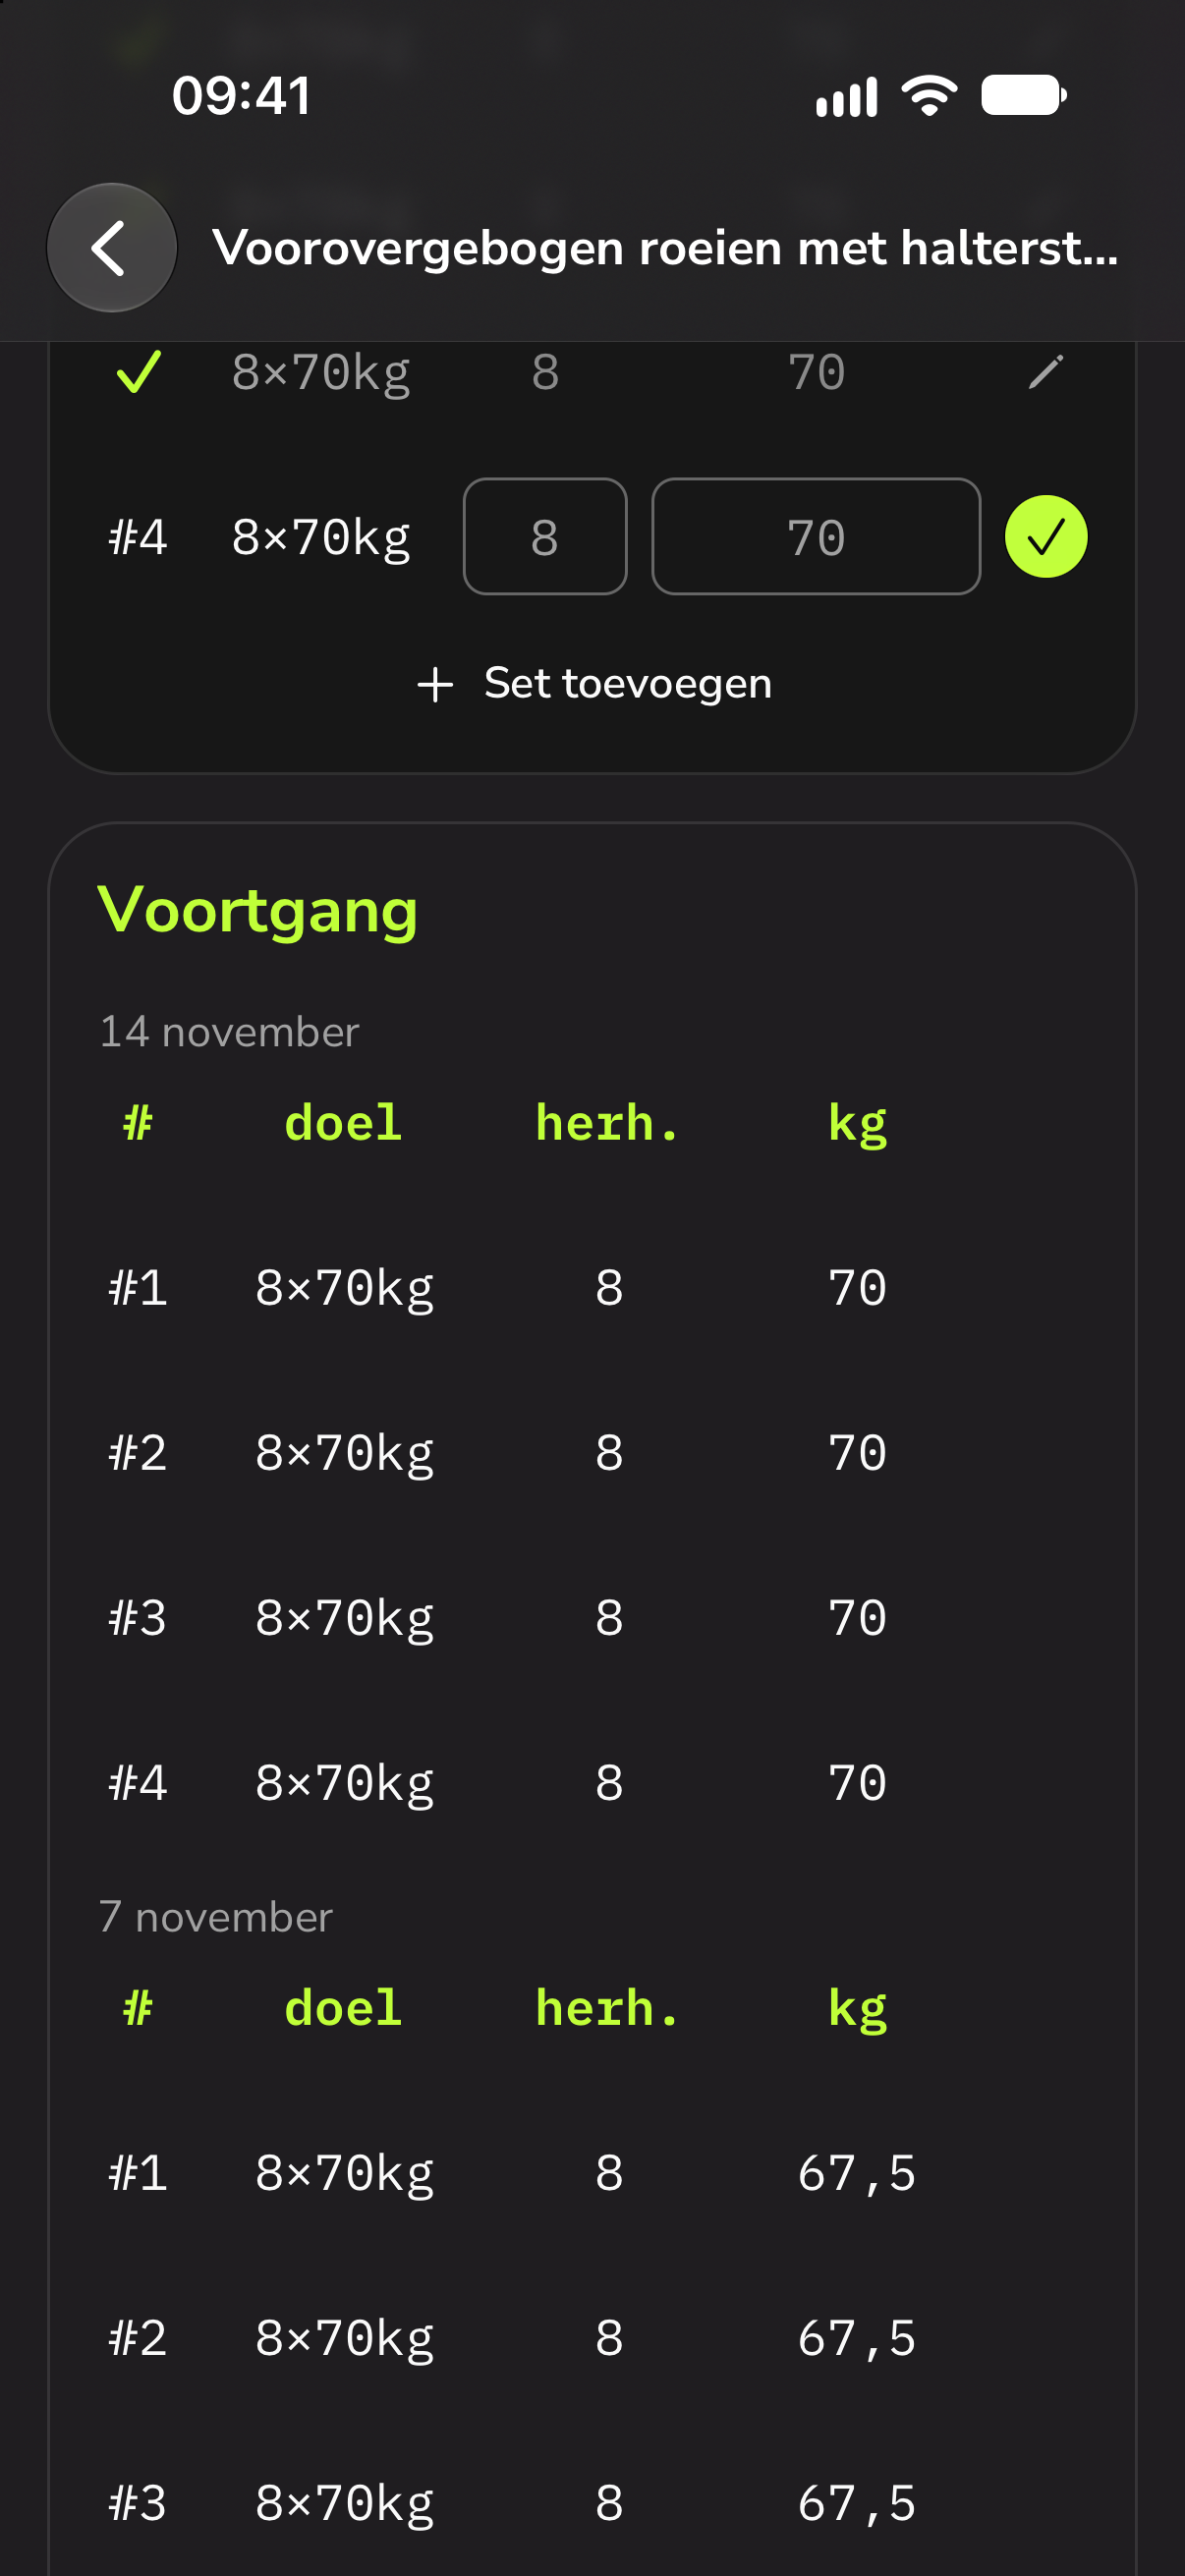 09:41
Voorovergebogen roeien met halterst...
8×70kg 8 70
#4 8×70kg 8 70
+ Set toevoegen
Voortgang
14 november
# doel herh. kg
#1 8×70kg 8 70
#2 8×70kg 8 70
#3 8×70kg 8 70
#4 8×70kg 8 70
7 november
# doel herh. kg
#1 8×70kg 8 67,5
#2 8×70kg 8 67,5
#3 8×70kg 8 67,5